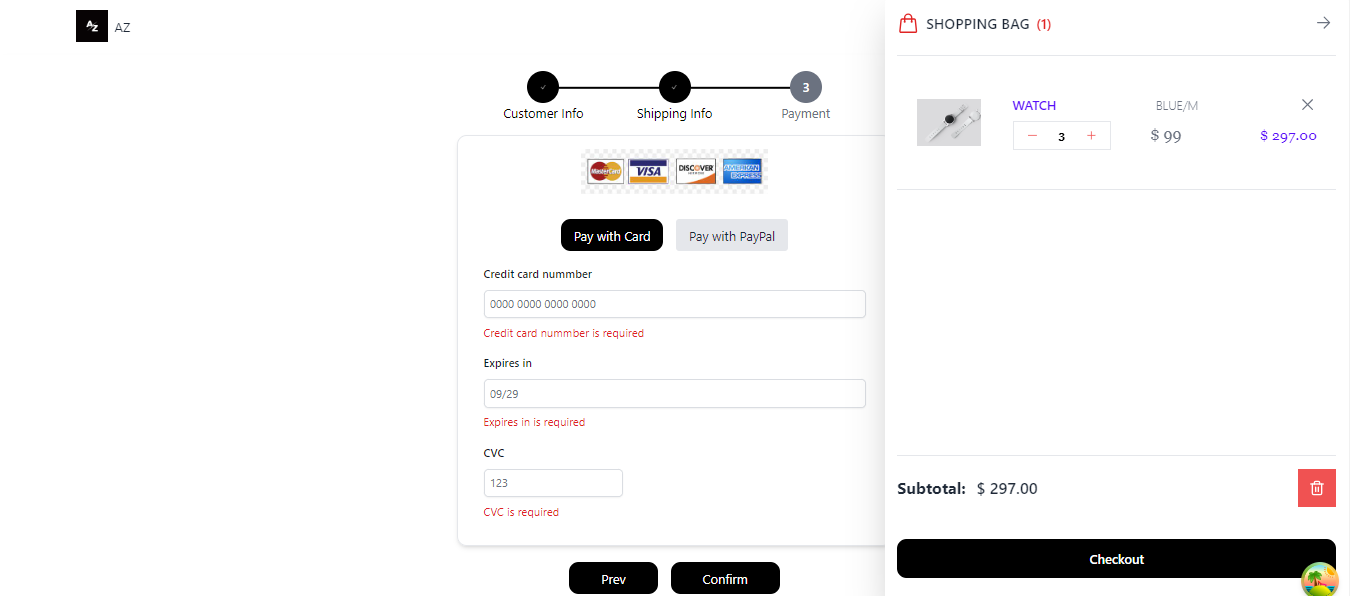 AZ
AZ
3
Customer Info
Shipping Info
Payment
MasterCard
VISA
DISCOVER
AMERICAN
EXPRESS
Pay with Card
Pay with PayPal
Credit card nummber
0000 0000 0000 0000
Credit card nummber is required
Expires in
09/29
Expires in is required
CVC
123
CVC is required
Prev
Confirm
SHOPPING BAG (1)
WATCH
BLUE/M
3
$ 99
$ 297.00
Subtotal: $ 297.00
Checkout